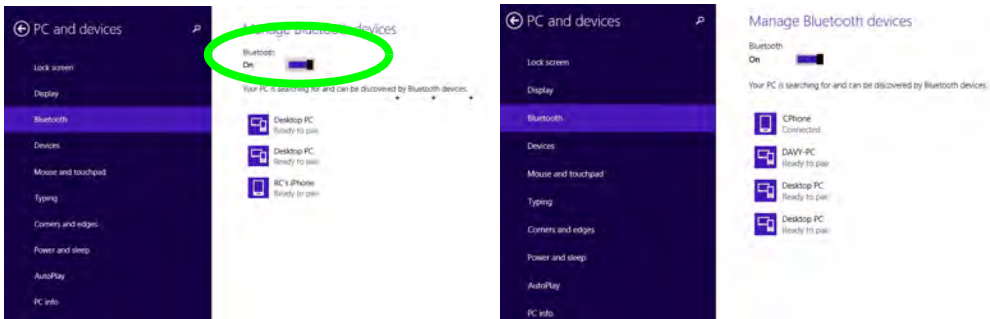 PC and devices
Lock screen
Display
Bluetooth
Devices
Mouse and touchpad
Typing
Corners and edges
Power and sleep
AutoPlay
PC info
Manage Bluetooth devices
Bluetooth
On
Your PC is searching for and can be discovered by Bluetooth devices.
Desktop PC
Ready to pair
Desktop PC
Ready to pair
RC's iPhone
Ready to pair
PC and devices
Lock screen
Display
Bluetooth
Devices
Mouse and touchpad
Typing
Corners and edges
Power and sleep
AutoPlay
PC info
Manage Bluetooth devices
Bluetooth
On
Your PC is searching for and can be discovered by Bluetooth devices.
CPhone
Connected
DAVY-PC
Ready to pair
Desktop PC
Ready to pair
Desktop PC
Ready to pair